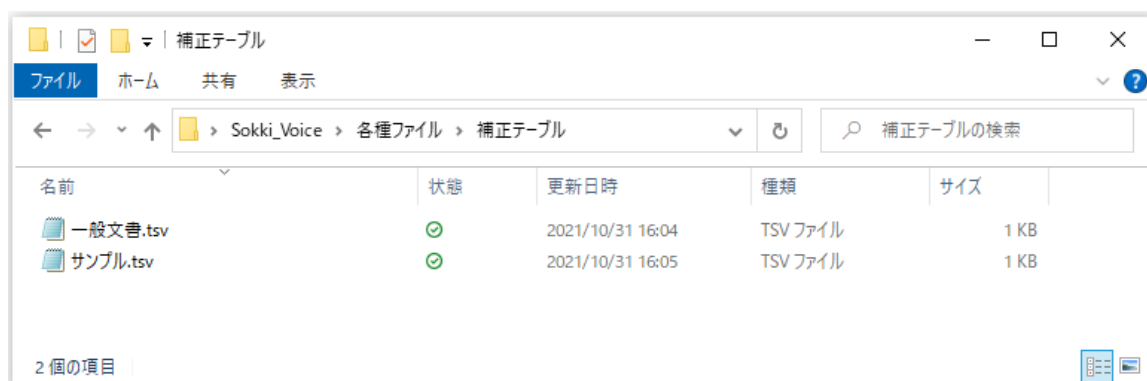 補正テーブル
ファイル ホーム 共有 表示
Sokki_Voice > 各種ファイル > 補正テーブル 補正テーブルの検索
名前 状態 更新日時 種類 サイズ
一般文書.tsv 2021/10/31 16:04 TSV ファイル 1 KB
サンプル.tsv 2021/10/31 16:05 TSV ファイル 1 KB
2 個の項目